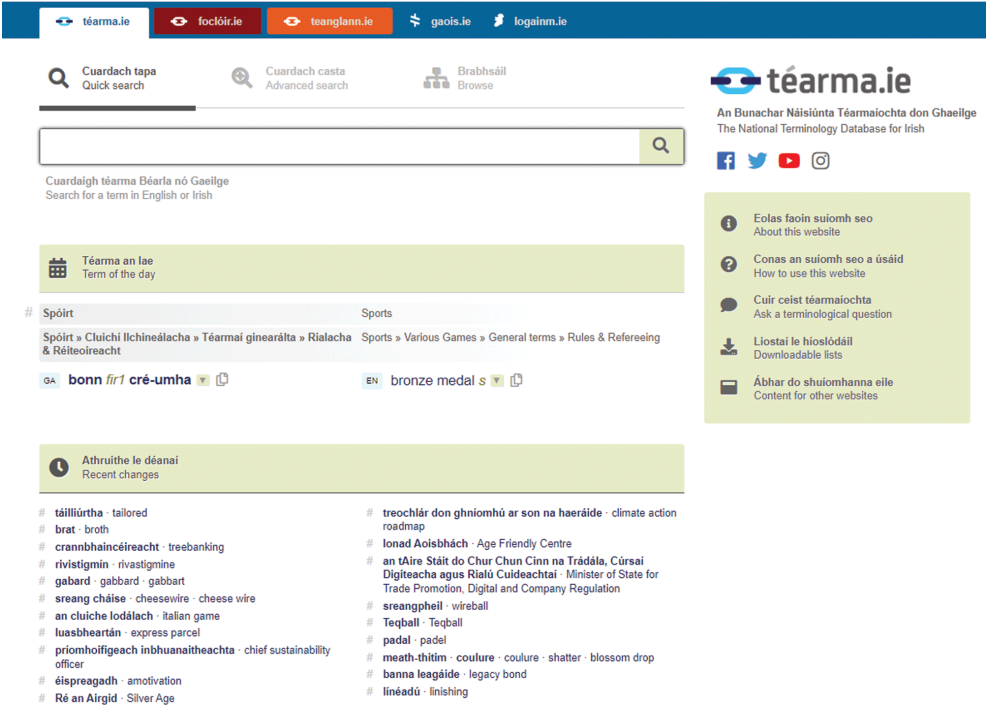 téarma.ie
foclóir.ie
teanglann.ie
gaois.ie
logainm.ie
Cuardach tapa
Quick search
Cuardach casta
Advanced search
Brabhsáil
Browse
téarma.ie
An Bunachar Náisiúnta Téarmaíochta don Ghaeilge
The National Terminology Database for Irish
Cuardaigh téarma Béarla nó Gaeilge
Search for a term in English or Irish
Eolas faoin suíomh seo
About this website
Conas an suíomh seo a úsáid
How to use this website
Cuir ceist téarmaíochta
Ask a terminological question
Liostaí le híoslódáil
Downloadable lists
Ábhar do shuíomhanna eile
Content for other websites
Téarma an lae
Term of the day
# Spóirt
Sports
Spóirt » Cluichí Ilchineálacha » Téarmaí ginearálta » Rialacha
& Réiteoireacht
Sports » Various Games » General terms » Rules & Refereeing
GA bonn fir1 cré-umha ▼
EN bronze medal s ▼
Athruithe le déanaí
Recent changes
# táilliúrtha · tailored
# brat · broth
# crannbhaincéireacht · treebanking
# rivistigmín · rivastigmine
# gabard · gabbard · gabbart
# sreang cháise · cheesewire · cheese wire
# an cluiche Iodálach · italian game
# luasbheartán · express parcel
# príomhoifigeach inbhuanaitheachta · chief sustainability
officer
# éispreagadh · amotivation
# Ré an Airgid · Silver Age
# treochlár don ghníomhú ar son na haeráide · climate action
roadmap
# Ionad Aoisbhách · Age Friendly Centre
# an tAire Stáit do Chur Chun Cinn na Trádála, Cúrsaí
Digiteacha agus Rialú Cuideachtaí · Minister of State for
Trade Promotion, Digital and Company Regulation
# sreangpheil · wireball
# Teqball · Teqball
# padal · padel
# meath-thitim · coulure · coulure · shatter · blossom drop
# banna leagáide · legacy bond
# líneádú · linishing